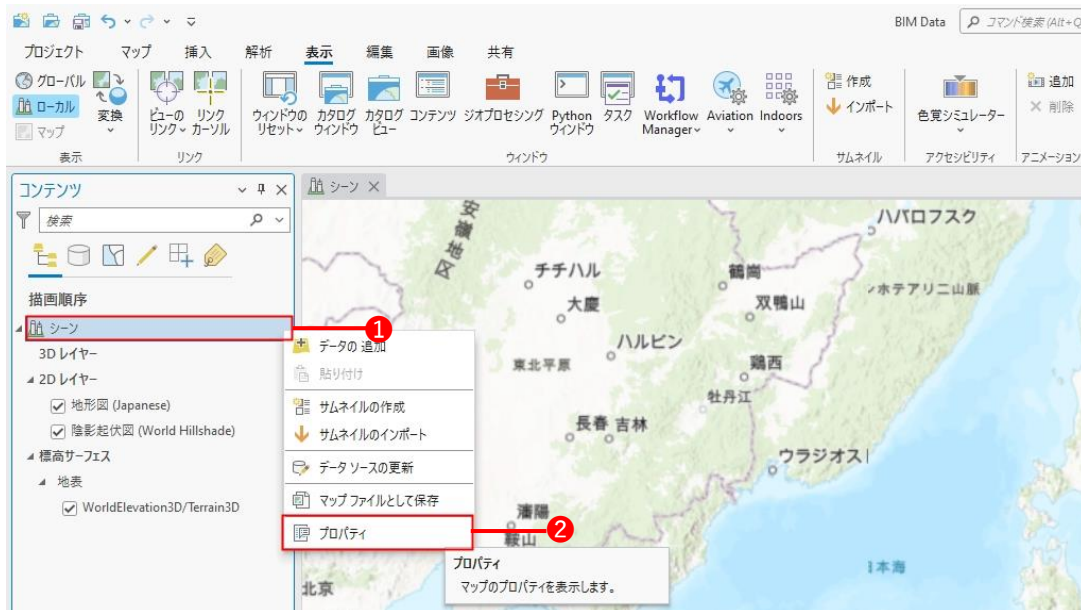 BIM Data
コマンド検索 (Alt+Q
プロジェクト マップ 挿入 解析 表示 編集 画像 共有
グローバル
ローカル
マップ
変換
表示
ビューの リンク
リンク カーソル
リンク
ウィンドウの カタログ カタログ コンテンツ ジオプロセシング Python タスク Workflow Aviation Indoors
リセット ウィンドウ ビュー ウィンドウ Manager
ウィンドウ
作成
インポート
サムネイル
色覚シミュレーター
アクセシビリティ
追加
削除
アニメーション
コンテンツ
検索
描画順序
シーン
3D レイヤー
2D レイヤー
地形図 (Japanese)
陰影起伏図 (World Hillshade)
標高サーフェス
地表
WorldElevation3D/Terrain3D
シーン
1
データの 追加
貼り付け
サムネイルの作成
サムネイルのインポート
データ ソースの更新
マップ ファイルとして保存
プロパティ
2
プロパティ
マップのプロパティを表示します。
安嶺
地区
ハバロフスク
チチハル
鶴崗
ホテアリニ山脈
大慶
双鴨山
ハルビン
東北平原
鶏西
牡丹江
長春 吉林
ウラジオス
瀋陽
鞍山
北京
日本海